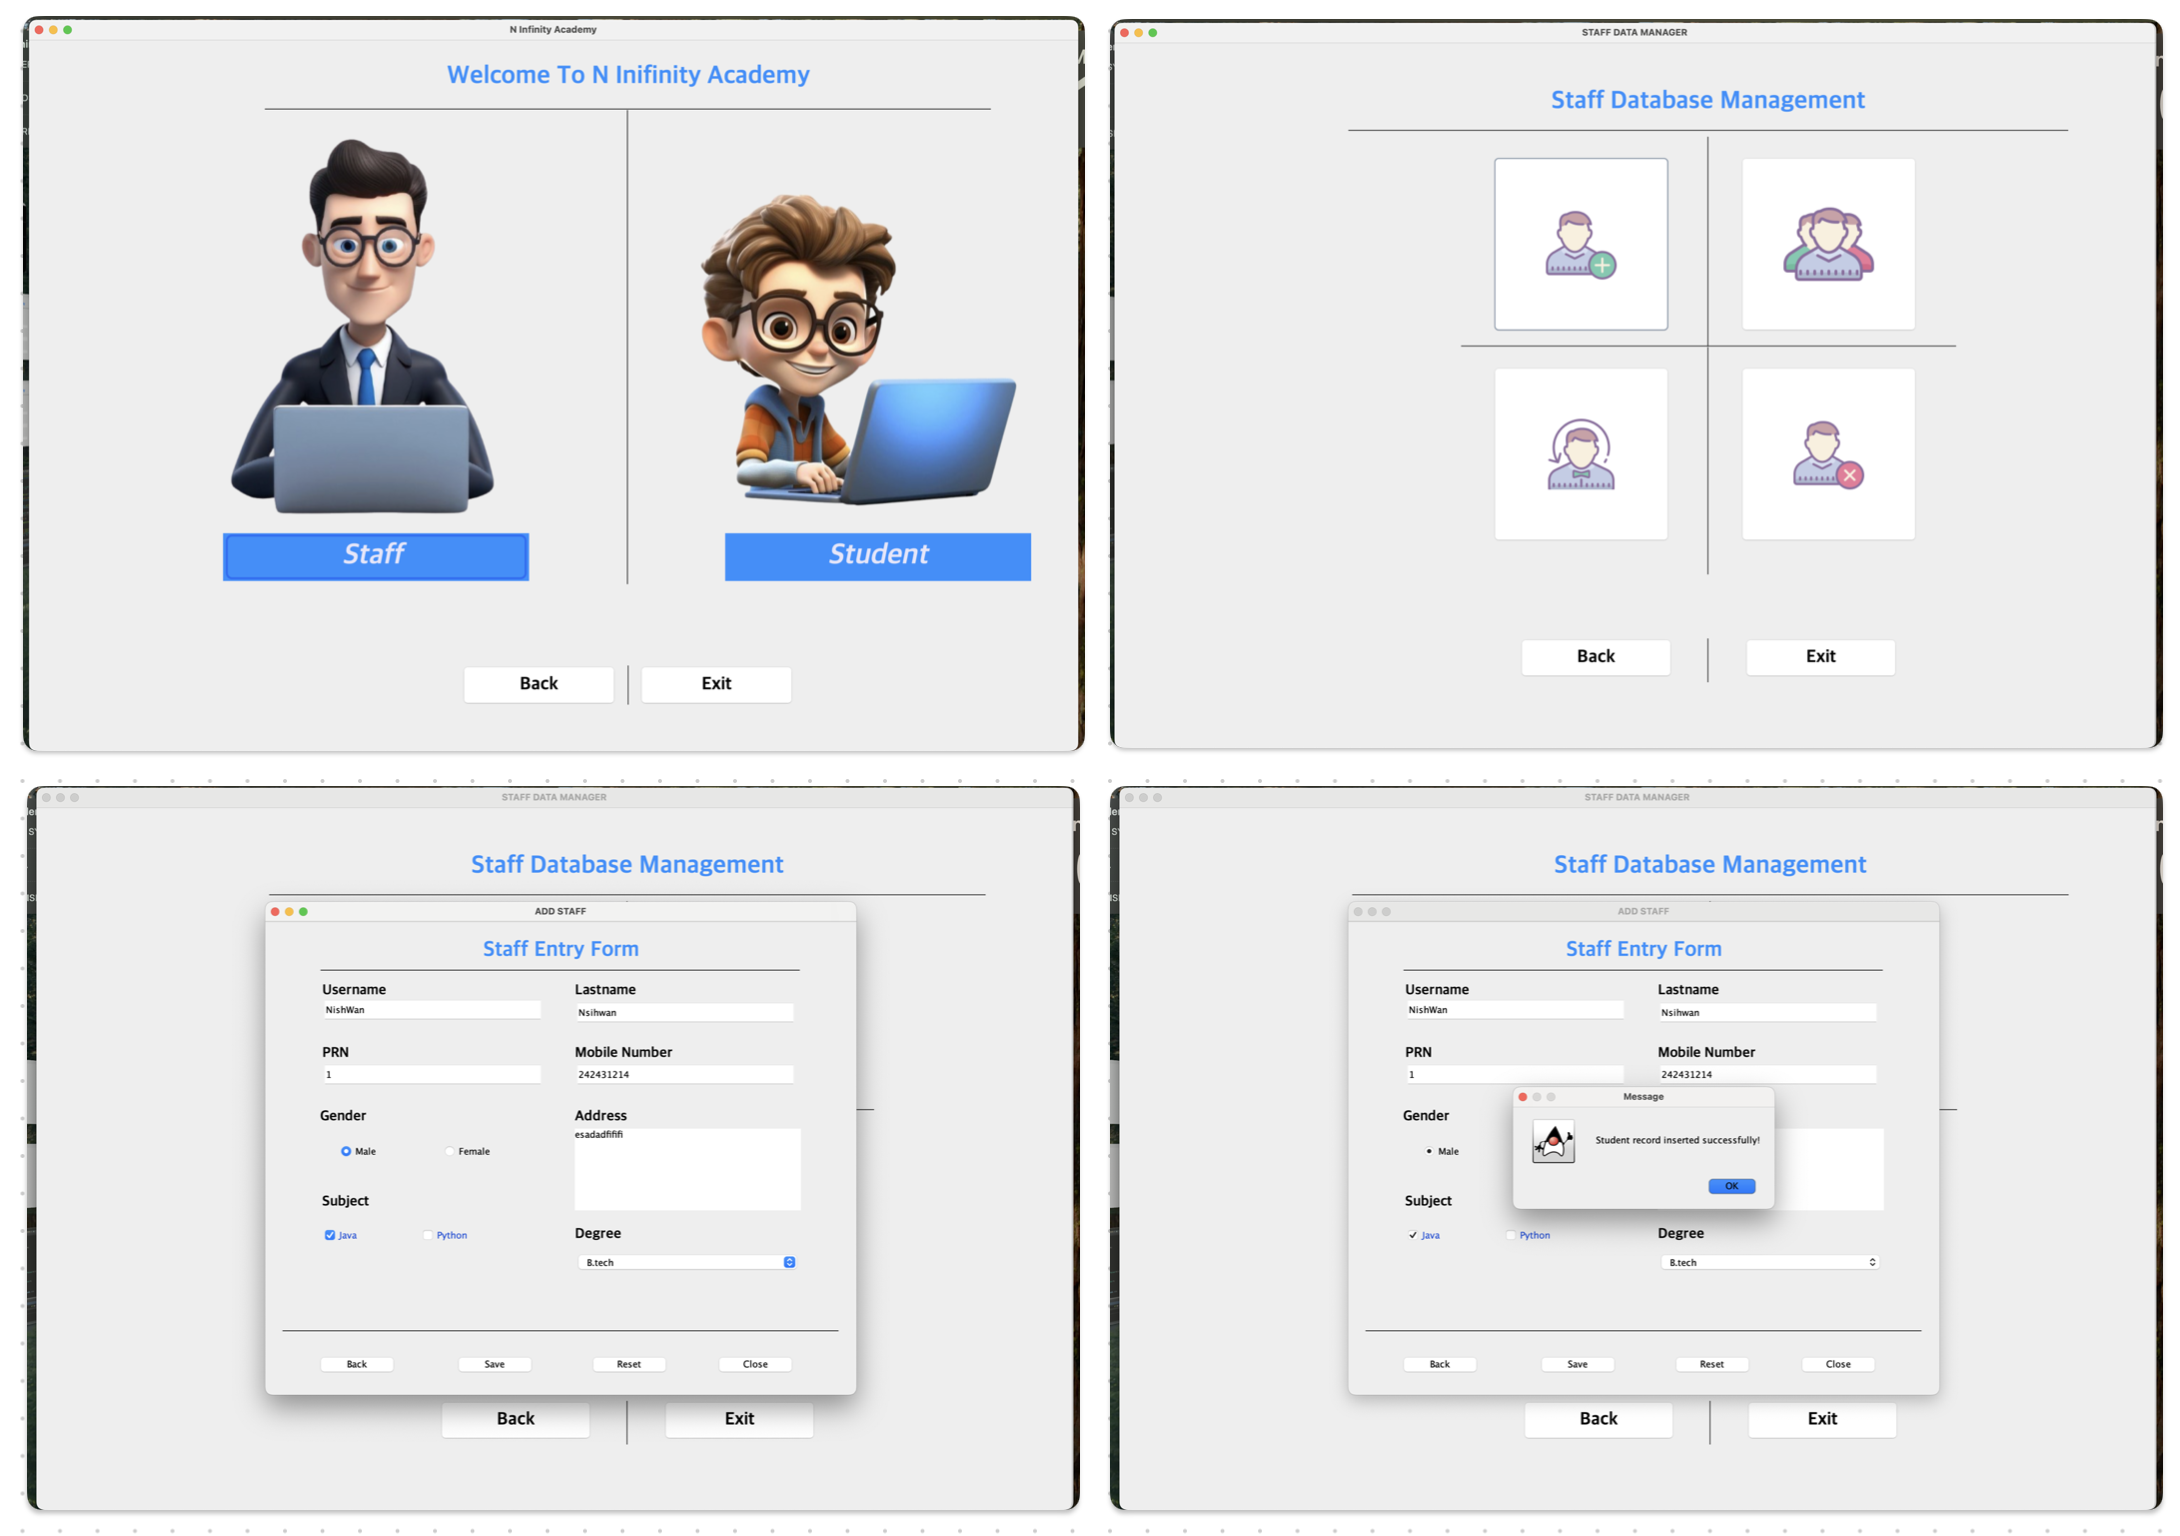 N Infinity Academy
Welcome To N Inifinity Academy
Staff
Student
Back
Exit
STAFF DATA MANAGER
Staff Database Management
Back
Exit
STAFF DATA MANAGER
Staff Database Management
ADD STAFF
Staff Entry Form
Username
Lastname
NishWan
Nsihwan
PRN
Mobile Number
1
242431214
Gender
Address
esadadfififi
Male
Female
Subject
Java
Python
Degree
B.tech
Back
Save
Reset
Close
Back
Exit
STAFF DATA MANAGER
Staff Database Management
ADD STAFF
Staff Entry Form
Username
Lastname
NishWan
Nsihwan
PRN
Mobile Number
1
242431214
Message
Gender
Student record inserted successfully!
Male
OK
Subject
Java
Python
Degree
B.tech
Back
Save
Reset
Close
Back
Exit